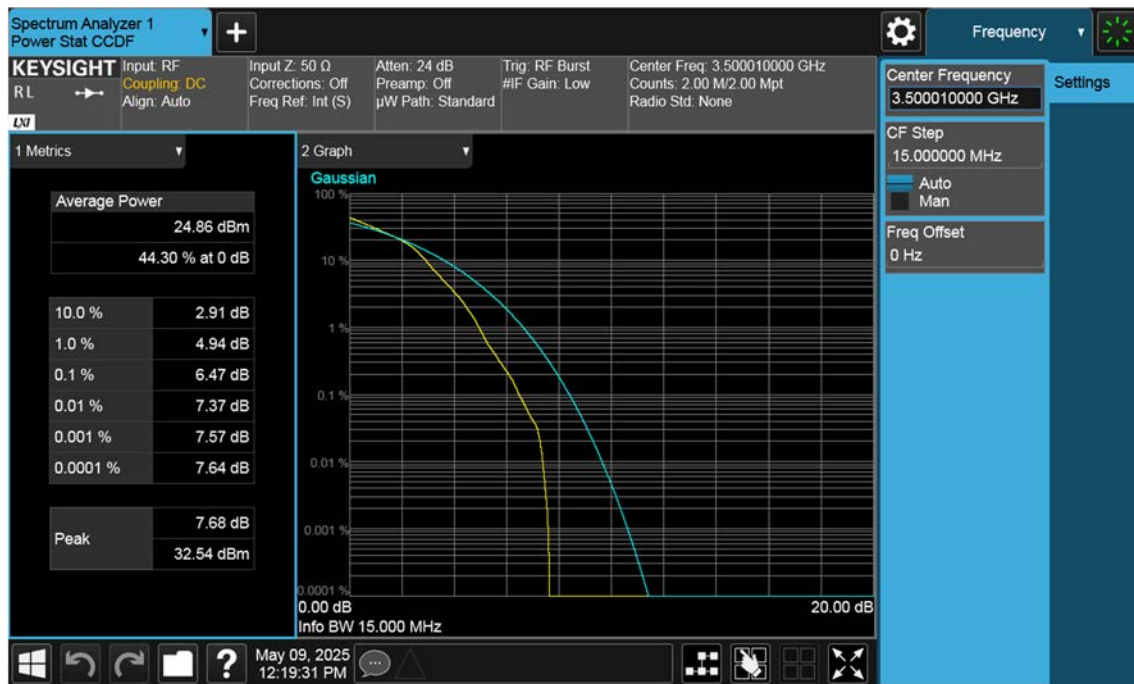 Spectrum Analyzer 1
Power Stat CCDF
+
Frequency
KEYSIGHT
RL
LXI
Input: RF
Coupling: DC
Align: Auto
Input Z: 50 Ω
Corrections: Off
Freq Ref: Int (S)
Atten: 24 dB
Preamp: Off
µW Path: Standard
Trig: RF Burst
#IF Gain: Low
Center Freq: 3.500010000 GHz
Counts: 2.00 M/2.00 Mpt
Radio Std: None
Center Frequency
3.500010000 GHz
Settings
CF Step
15.000000 MHz
Auto
Man
Freq Offset
0 Hz
1 Metrics
Average Power
24.86 dBm
44.30 % at 0 dB
10.0 % 2.91 dB
1.0 % 4.94 dB
0.1 % 6.47 dB
0.01 % 7.37 dB
0.001 % 7.57 dB
0.0001 % 7.64 dB
Peak
7.68 dB
32.54 dBm
2 Graph
Gaussian
100 %
10 %
1 %
0.1 %
0.01 %
0.001 %
0.0001 %
0.00 dB 20.00 dB
Info BW 15.000 MHz
?
May 09, 2025
12:19:31 PM